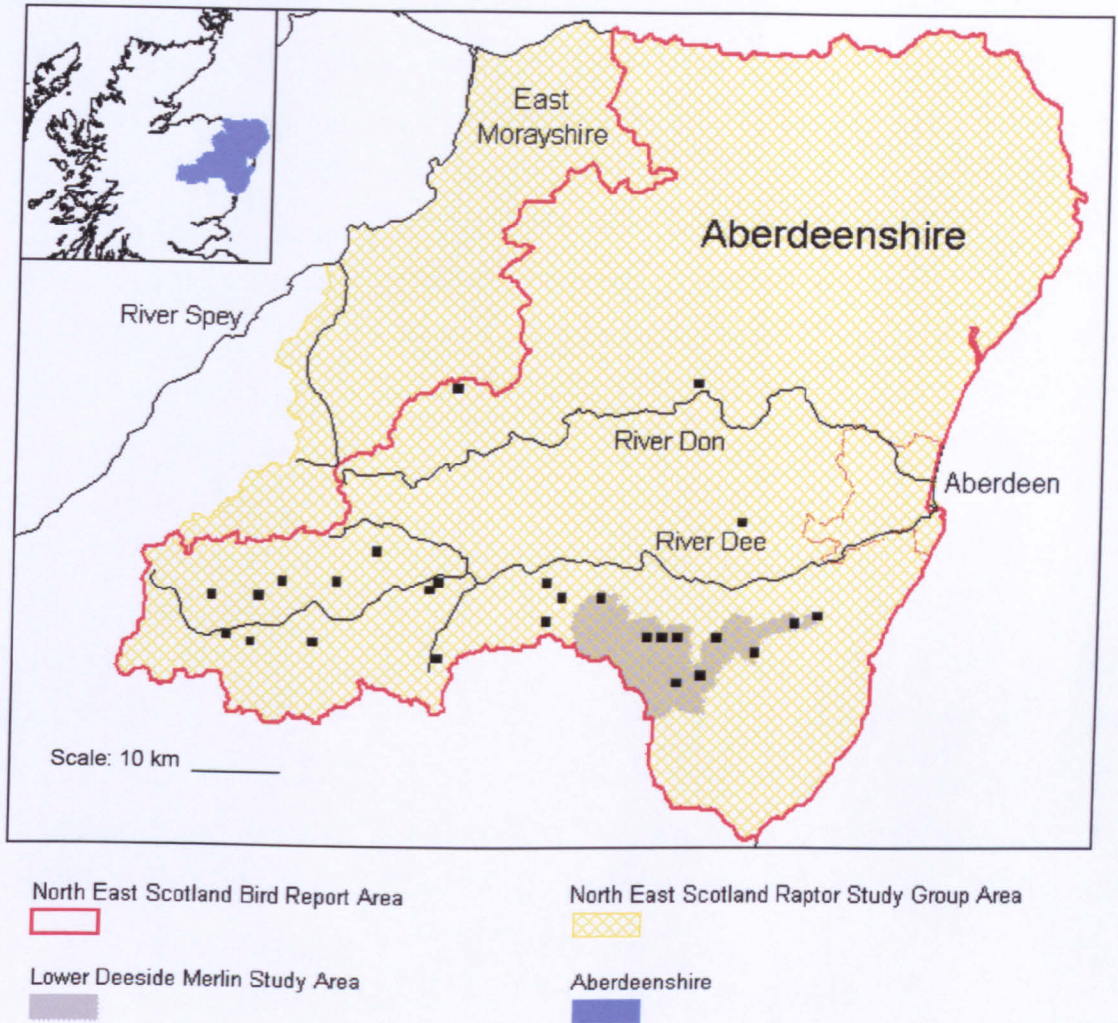 East
Morayshire
Aberdeenshire
River Spey
River Don
Aberdeen
River Dee
Scale: 10 km
North East Scotland Bird Report Area
North East Scotland Raptor Study Group Area
Lower Deeside Merlin Study Area
Aberdeenshire